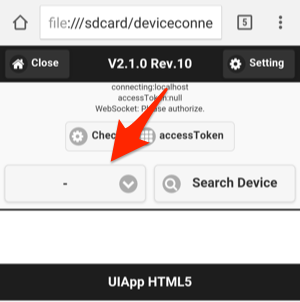 file:///sdcard/deviceconne
5
Close
V2.1.0 Rev.10
Setting
connecting:localhost
accessToken:null
WebSocket: Please authorize.
accessToken
-
Search Device
UIApp HTML5